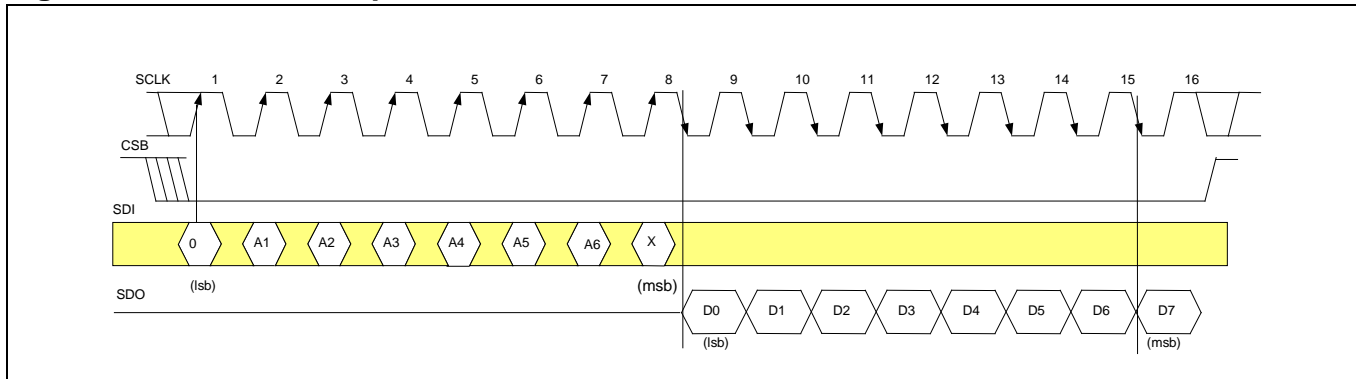 SCLK 1 2 3 4 5 6 7 8 9 10 11 12 13 14 15 16
CSB
SDI
0 A1 A2 A3 A4 A5 A6 X
(lsb) (msb)
SDO
D0 D1 D2 D3 D4 D5 D6 D7
(lsb) (msb)